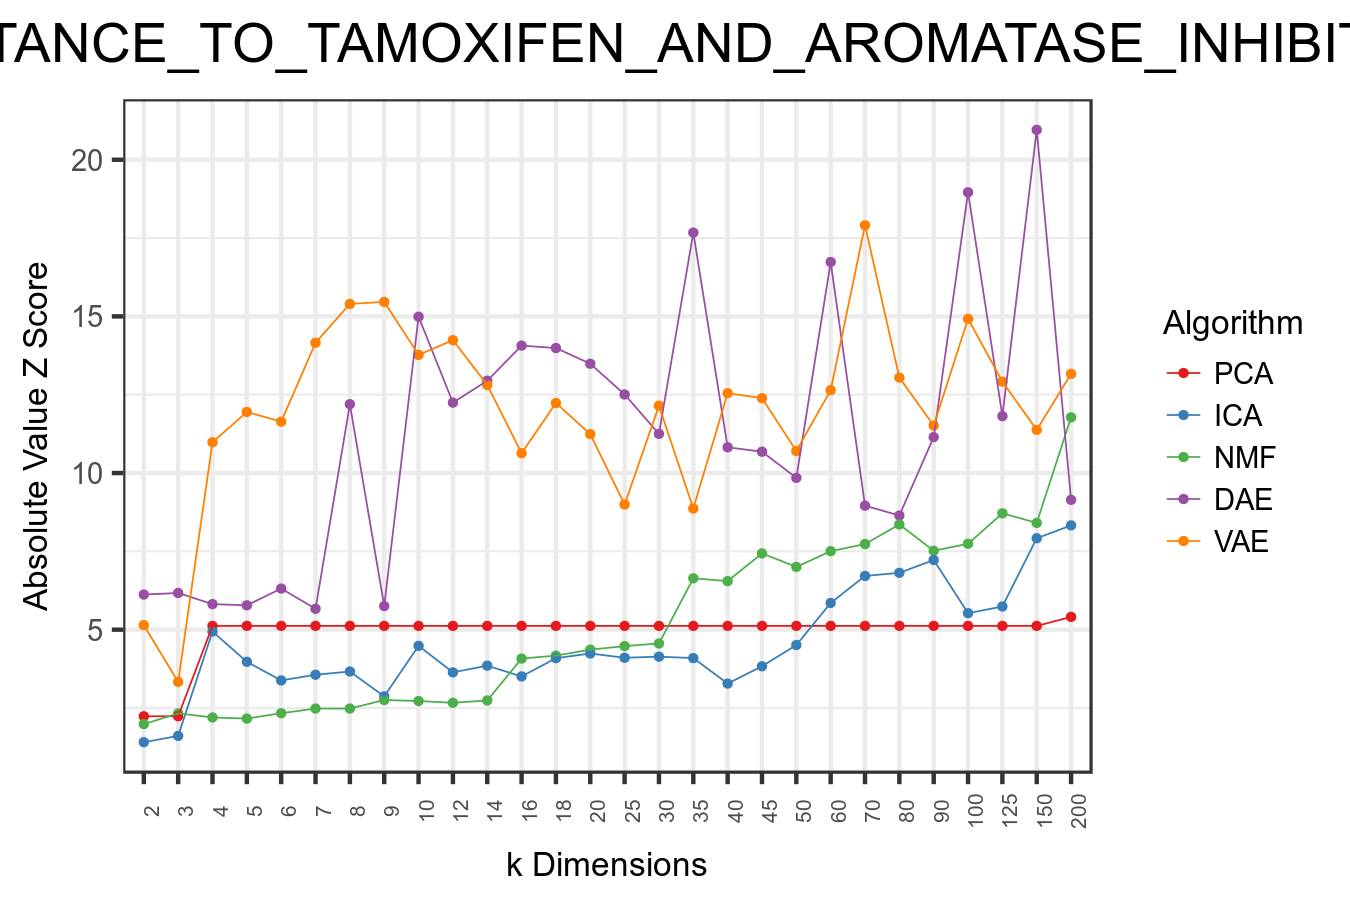 TANCE_TO_TAMOXIFEN_AND_AROMATASE_INHIBIT
Absolute Value Z Score
20
15
10
5
2 3 4 5 6 7 8 9 10 12 14 16 18 20 25 30 35 40 45 50 60 70 80 90 100 125 150 200
k Dimensions
Algorithm
PCA
ICA
NMF
DAE
VAE